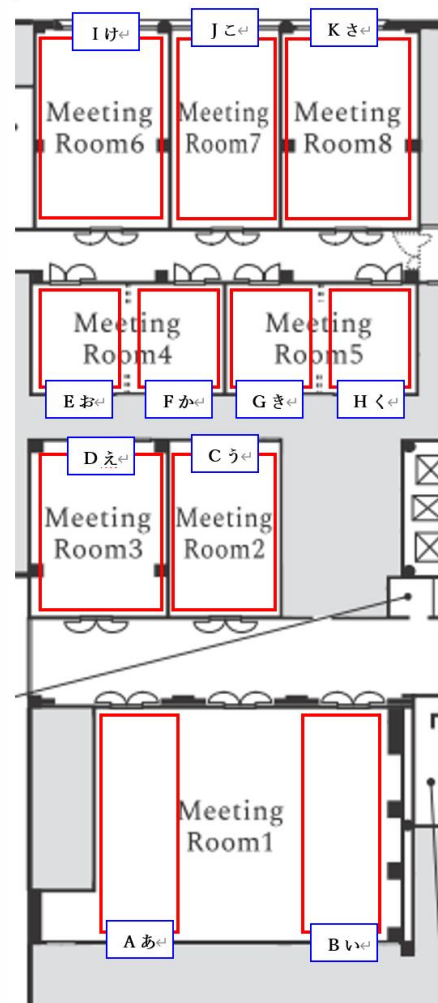 I け↵
J こ↵
K さ↵
Meeting
Room6
Meeting
Room7
Meeting
Room8
Meeting
Room4
Meeting
Room5
E お↵
F か↵
G き↵
H く↵
D え↵
C う↵
Meeting
Room3
Meeting
Room2
Meeting
Room1
A あ↵
B い↵